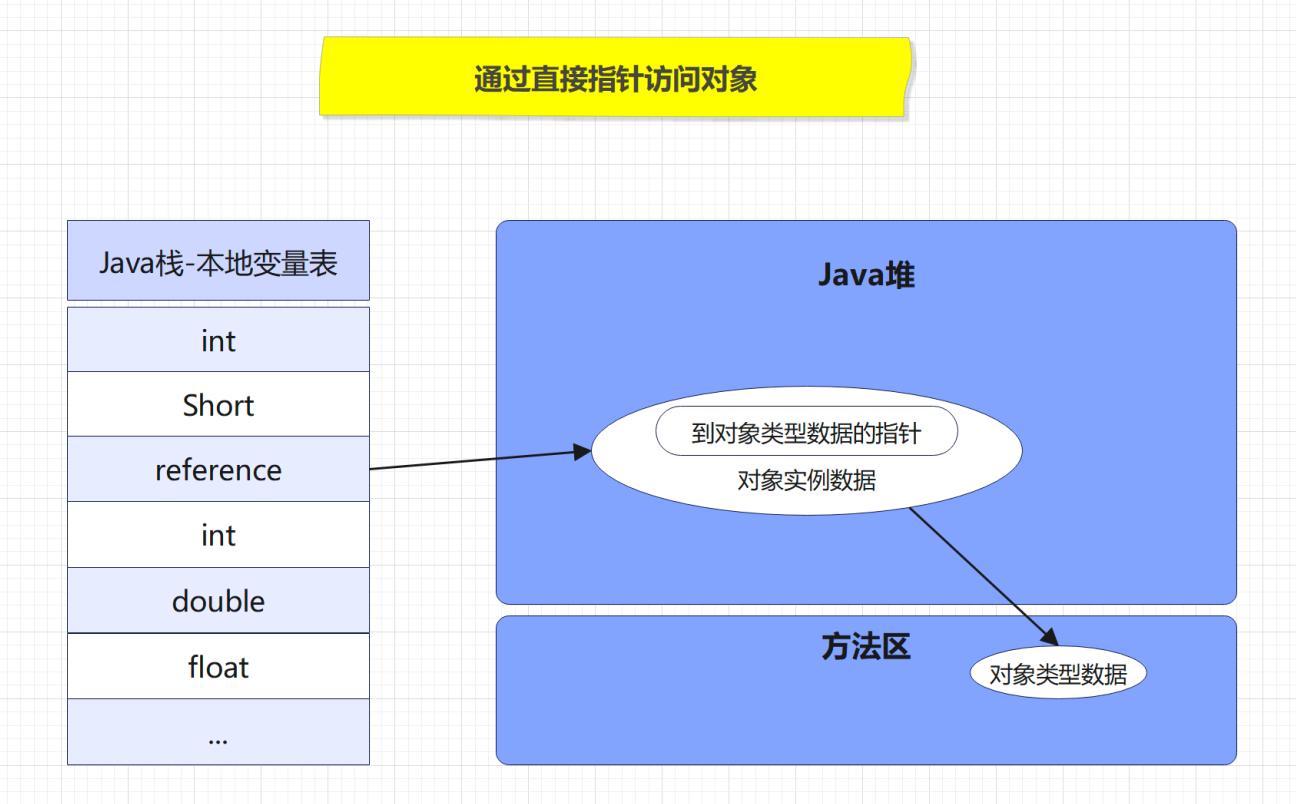 通过直接指针访问对象
Java栈-本地变量表
int
Short
reference
int
double
float
...
Java堆
到对象类型数据的指针
对象实例数据
方法区
对象类型数据